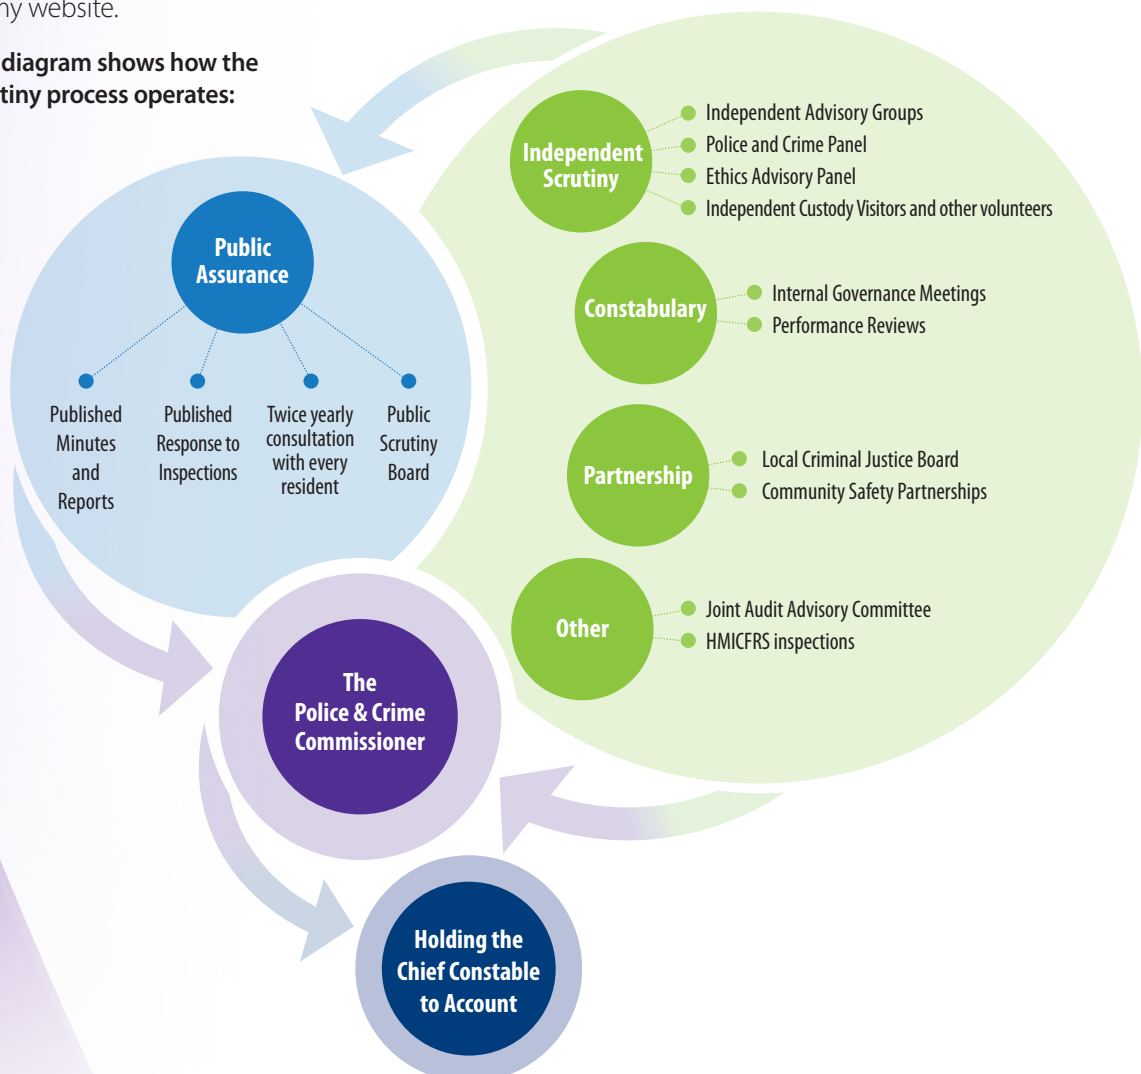 my website.
diagram shows how the
tiny process operates:
Independent
Scrutiny
Independent Advisory Groups
Police and Crime Panel
Ethics Advisory Panel
Independent Custody Visitors and other volunteers
Public
Assurance
Published
Minutes
and
Reports
Published
Response to
Inspections
Twice yearly
consultation
with every
resident
Public
Scrutiny
Board
Constabulary
Internal Governance Meetings
Performance Reviews
Partnership
Local Criminal Justice Board
Community Safety Partnerships
Other
Joint Audit Advisory Committee
HMICFRS inspections
The
Police & Crime
Commissioner
Holding the
Chief Constable
to Account